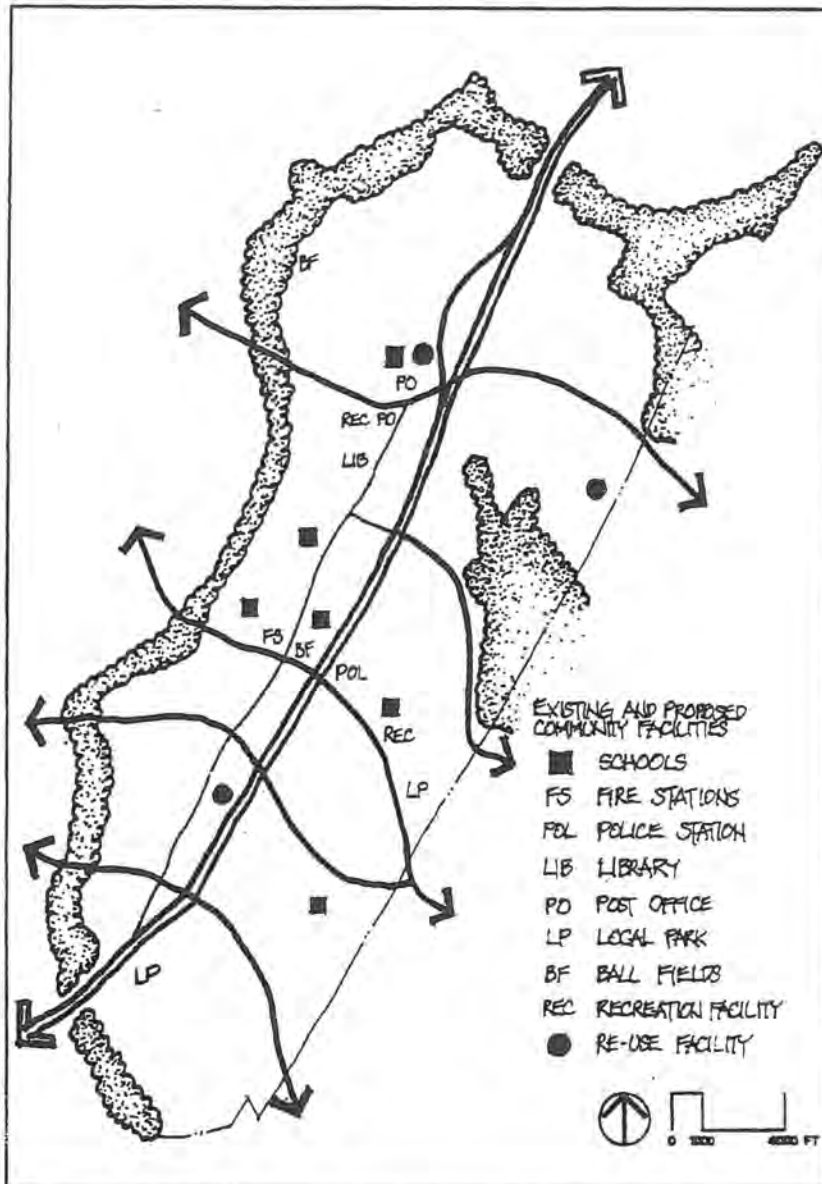 BF
PO
REC PO
LIB
FS
BF
POL
REC
LP
LP
EXISTING AND PROPOSED
COMMUNITY FACILITIES
SCHOOLS
FS FIRE STATIONS
POL POLICE STATION
LIB LIBRARY
PO POST OFFICE
LP LOCAL PARK
BF BALL FIELDS
REC RECREATION FACILITY
RE-USE FACILITY
0 1000 4000 FT